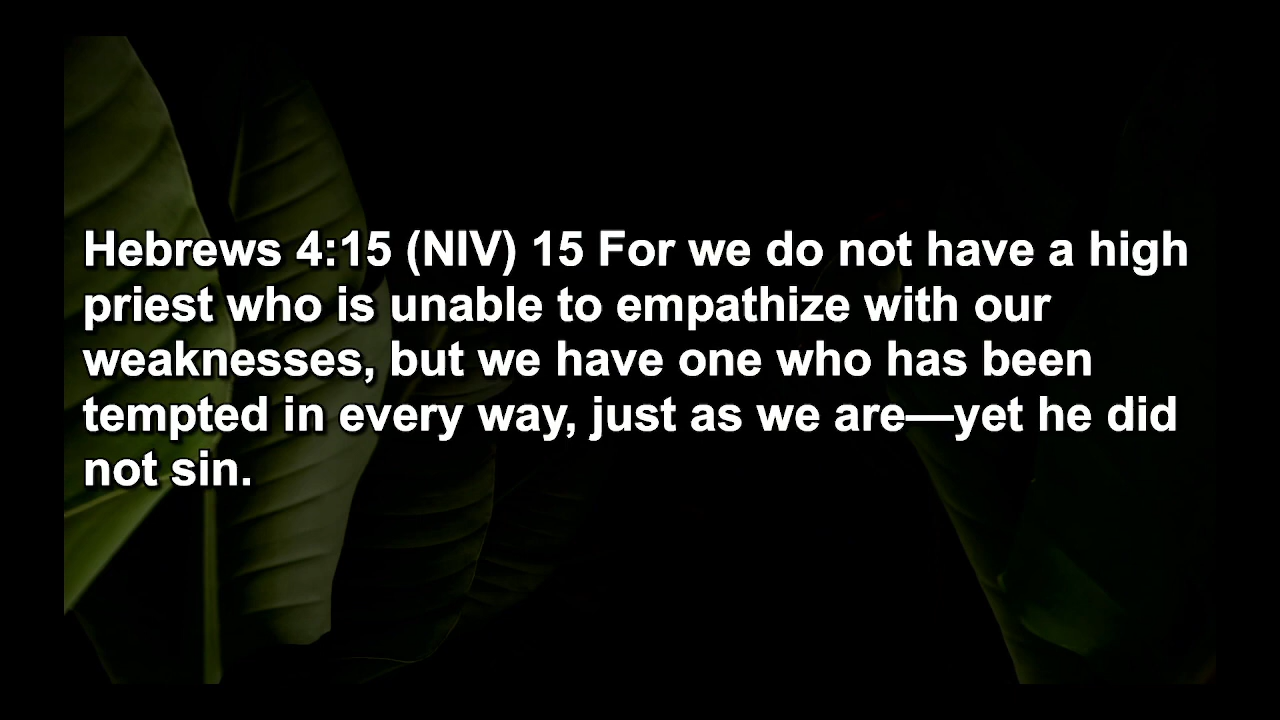 Hebrews 4:15 (NIV) 15 For we do not have a high
priest who is unable to empathize with our
weaknesses, but we have one who has been
tempted in every way, just as we are—yet he did
not sin.